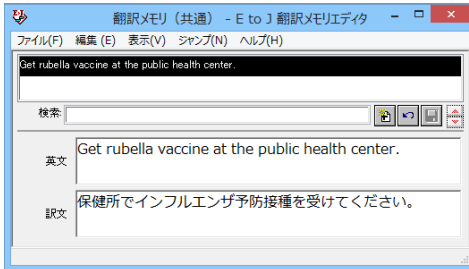 翻訳メモリ（共通） - E to J 翻訳メモリエディタ
ファイル(F) 編集(E) 表示(V) ジャンプ(N) ヘルプ(H)
Get rubella vaccine at the public health center.
検索:
英文 Get rubella vaccine at the public health center.
訳文 保健所でインフルエンザ予防接種を受けてください。